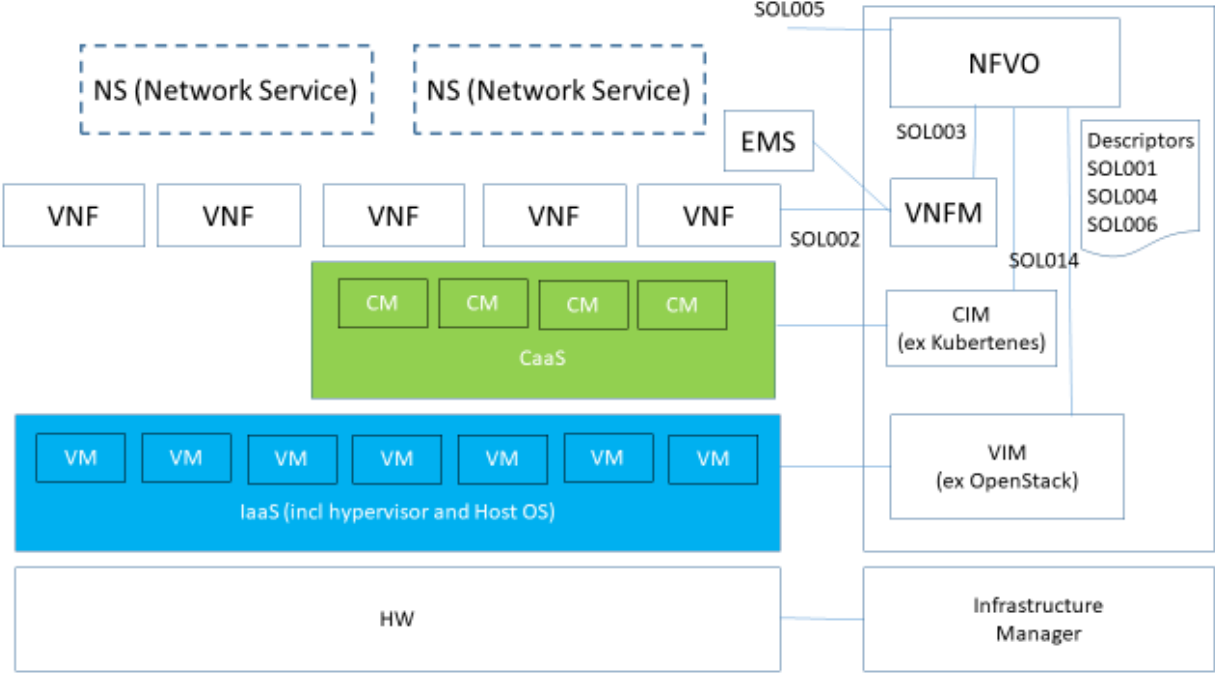 SOL005
NFVO
NS (Network Service)
NS (Network Service)
EMS
SOL003
Descriptors
SOL001
SOL004
SOL006
VNF
VNF
VNF
VNF
VNF
SOL002
VNFM
SOL014
CM
CM
CM
CM
CaaS
CIM
(ex Kubertenes)
VM
VM
VM
VM
VM
VM
VM
IaaS (incl hypervisor and Host OS)
VIM
(ex OpenStack)
HW
Infrastructure
Manager